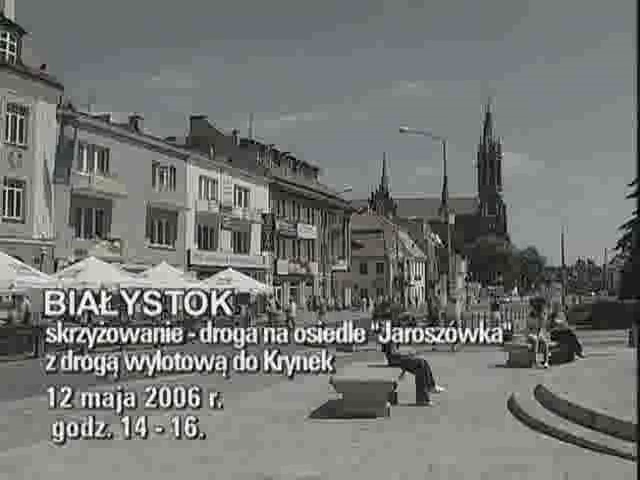 BIAŁYSTOK
skrzyżowanie - droga na osiedle "Jaroszówka"
z drogą wylotową do Krynek
12 maja 2006 r.
godz. 14 - 16.